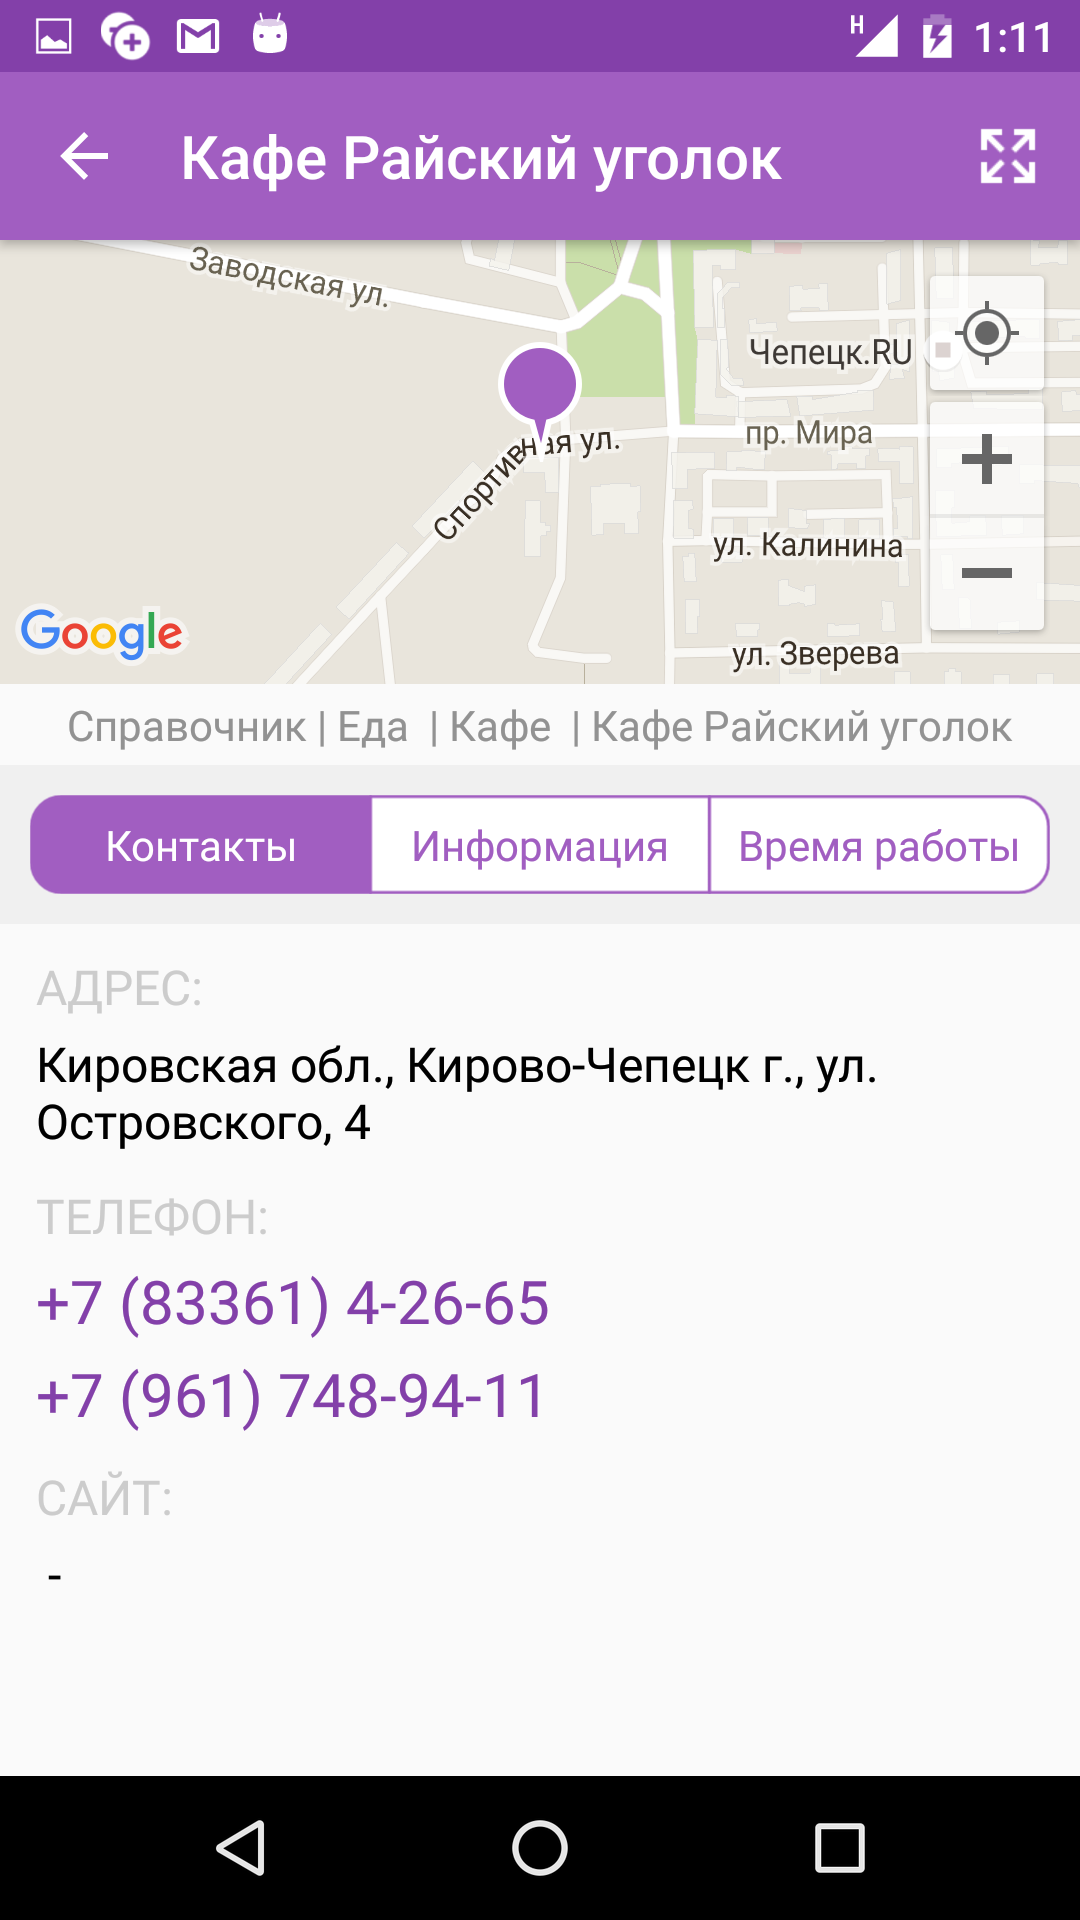 1:11
Кафе Райский уголок
Заводская ул.
Чепецк.RU
пр. Мира
Спортивная ул.
ул. Калинина
Google
ул. Зверева
Справочник | Еда | Кафе | Кафе Райский уголок
Контакты Информация Время работы
АДРЕС:
Кировская обл., Кирово-Чепецк г., ул.
Островского, 4
ТЕЛЕФОН:
+7 (83361) 4-26-65
+7 (961) 748-94-11
САЙТ:
-